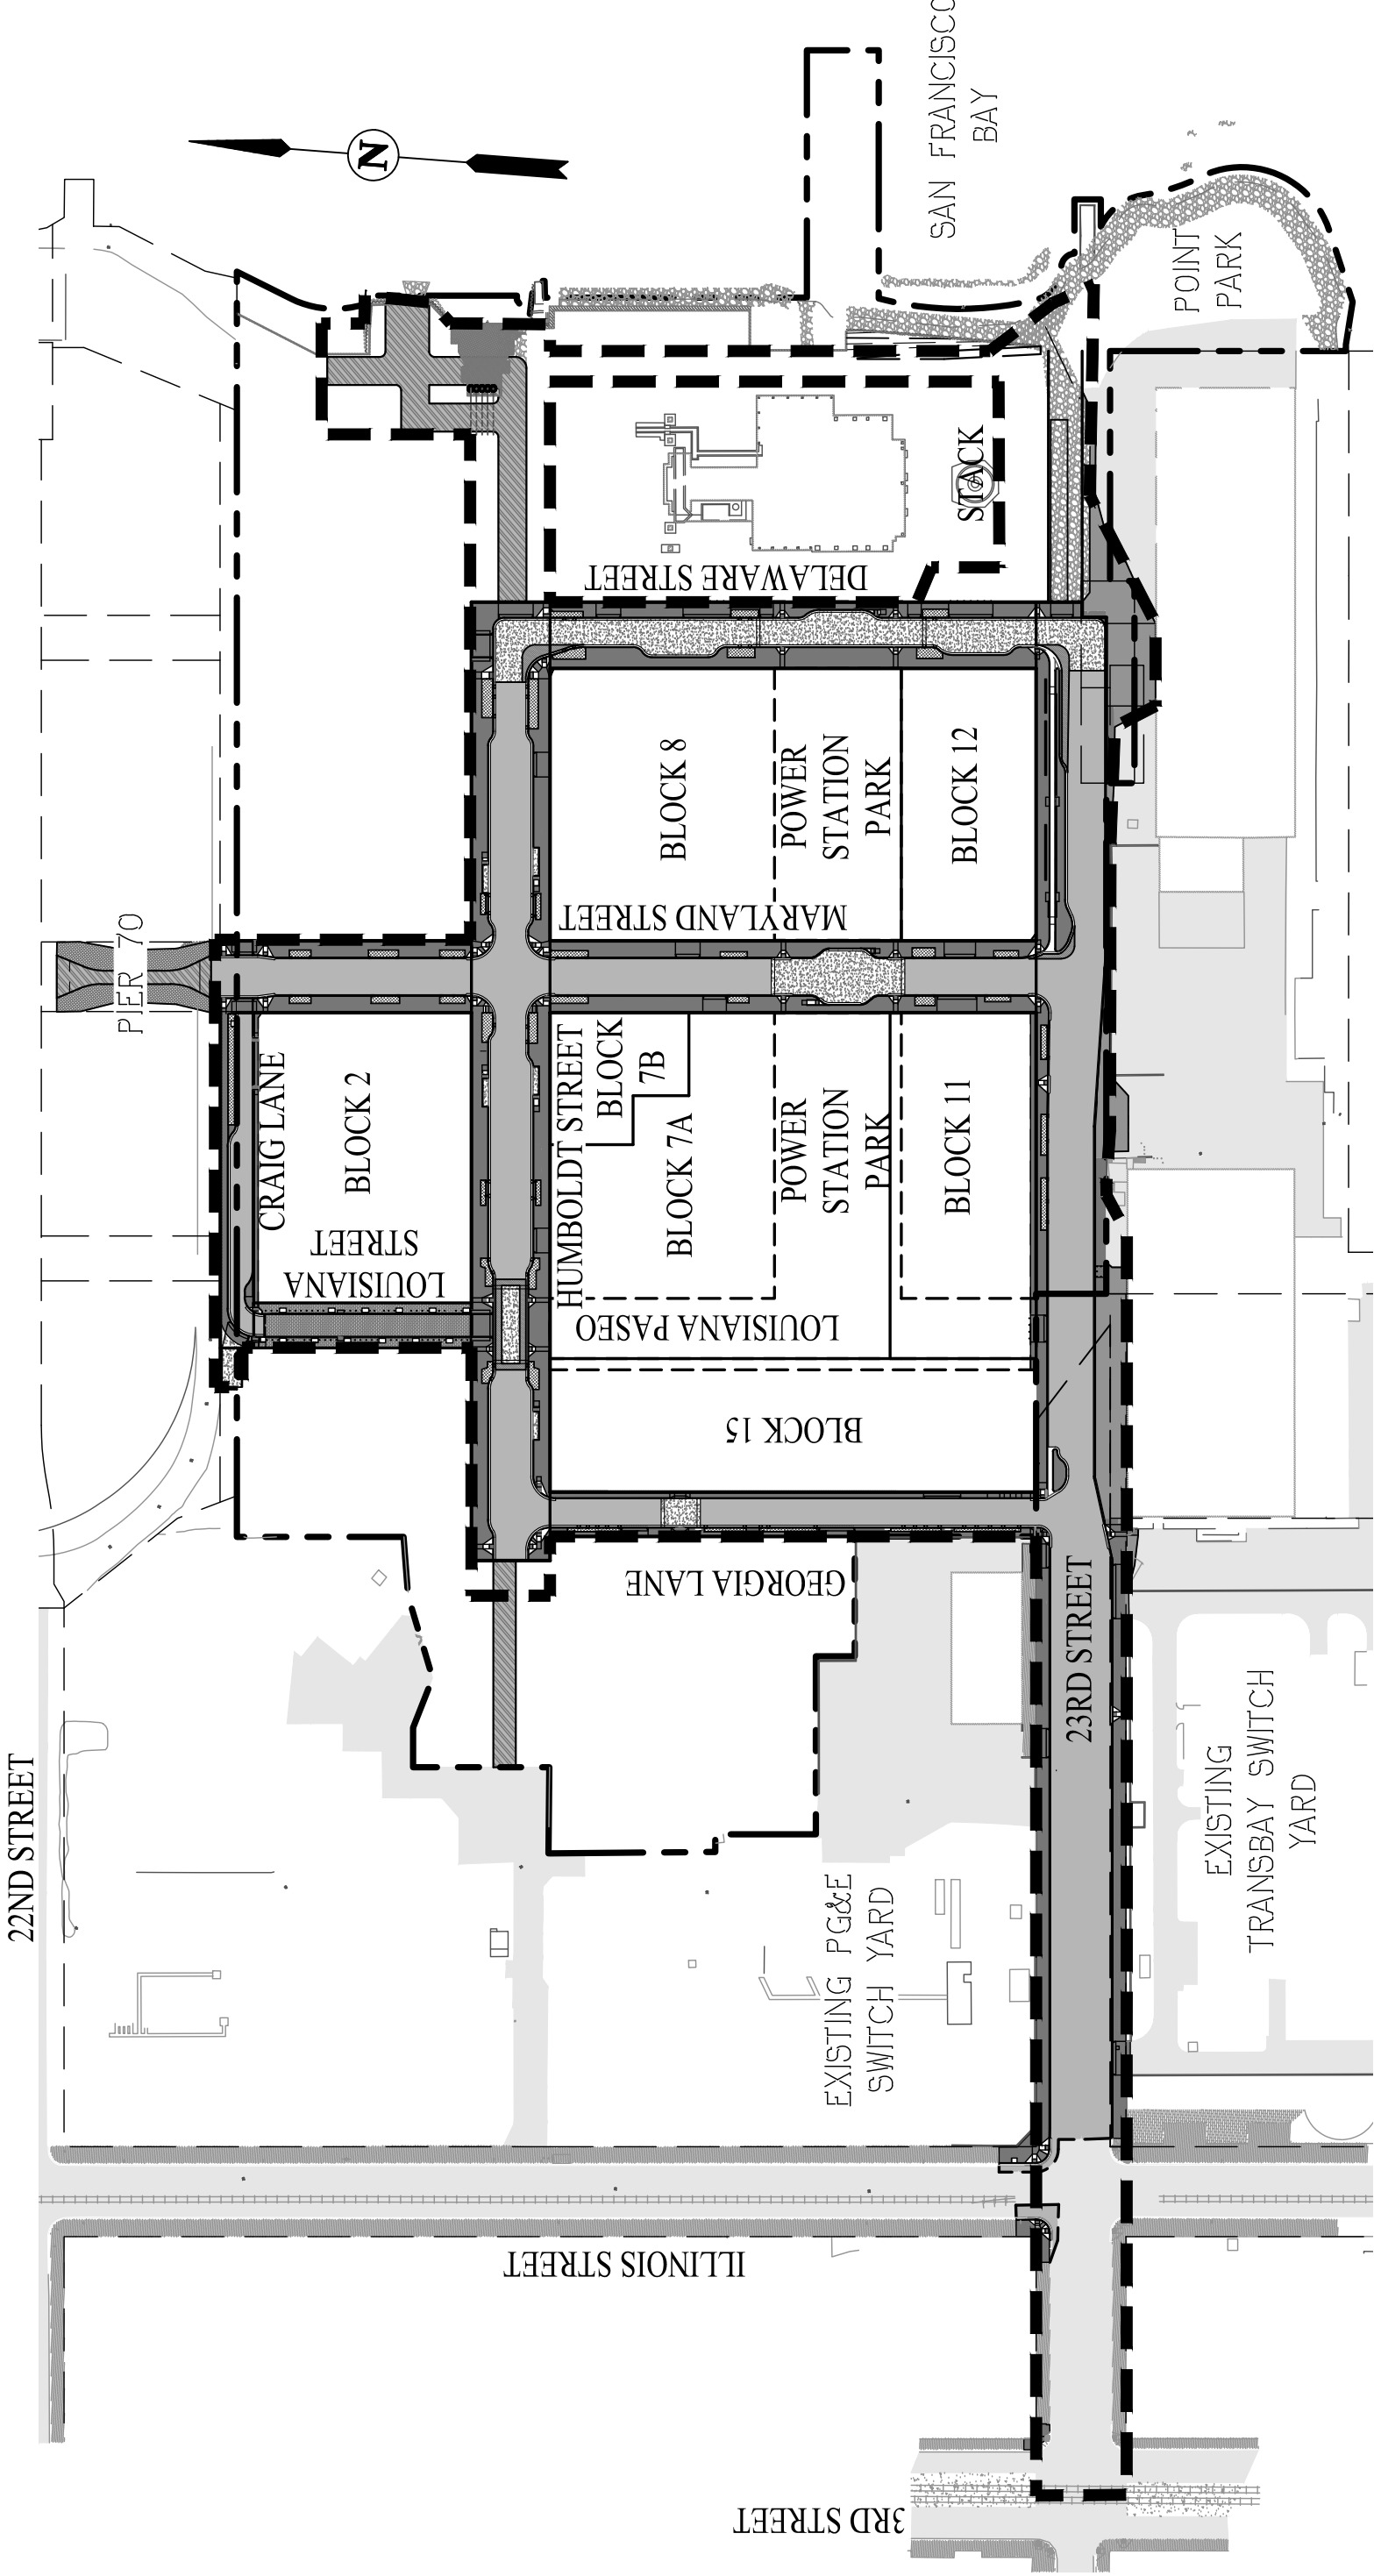 SAN FRANCISCO
BAY
N
POINT
PARK
STACK
DELAWARE STREET
BLOCK 8
POWER
STATION
PARK
BLOCK 12
MARYLAND STREET
PIER 70
CRAIG LANE
BLOCK 2
LOUISIANA
STREET
HUMBOLDT STREET
BLOCK
7B
BLOCK 7A
POWER
STATION
PARK
BLOCK 11
LOUISIANA PASEO
BLOCK 15
GEORGIA LANE
23RD STREET
22ND STREET
EXISTING
TRANSBAY SWITCH
YARD
EXISTING PG&E
SWITCH YARD
ILLINOIS STREET
3RD STREET